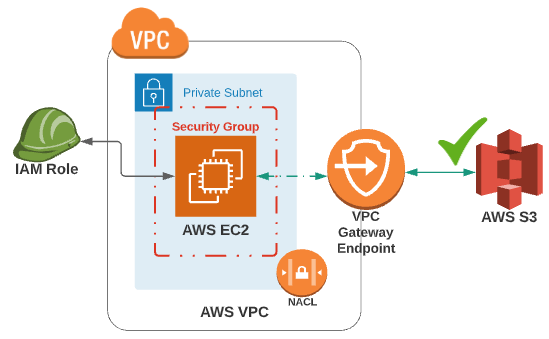 VPC
Private Subnet
Security Group
IAM Role
AWS EC2
VPC
Gateway
Endpoint
AWS S3
NACL
AWS VPC